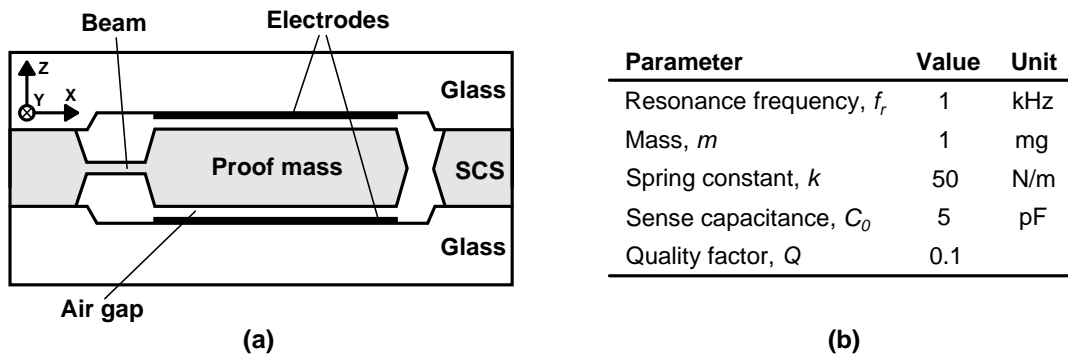 Beam
Electrodes
Z
Y
X
Glass
Proof mass
SCS
Glass
Air gap
(a)
Parameter Value Unit
Resonance frequency, f_r 1 kHz
Mass, m 1 mg
Spring constant, k 50 N/m
Sense capacitance, C_0 5 pF
Quality factor, Q 0.1
(b)